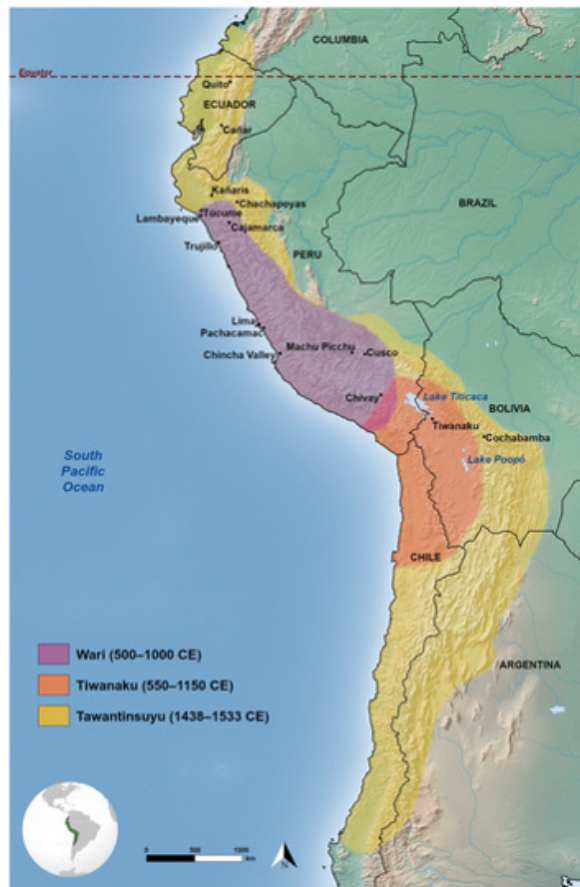 COLUMBIA
Equator
Quito
ECUADOR
Cañar
Kañaris
Chachapoyas
Túcume
Lambayeque
Cajamarca
BRAZIL
Trujillo
PERU
Lima
Pachacamac
Machu Picchu
Chincha Valley
Cusco
Chivay
Lake Titicaca
BOLIVIA
Tiwanaku
Cochabamba
South
Pacific
Ocean
Lake Poopó
CHILE
Wari (500–1000 CE)
ARGENTINA
Tiwanaku (550–1150 CE)
Tawantinsuyu (1438–1533 CE)
0 500 1000
km